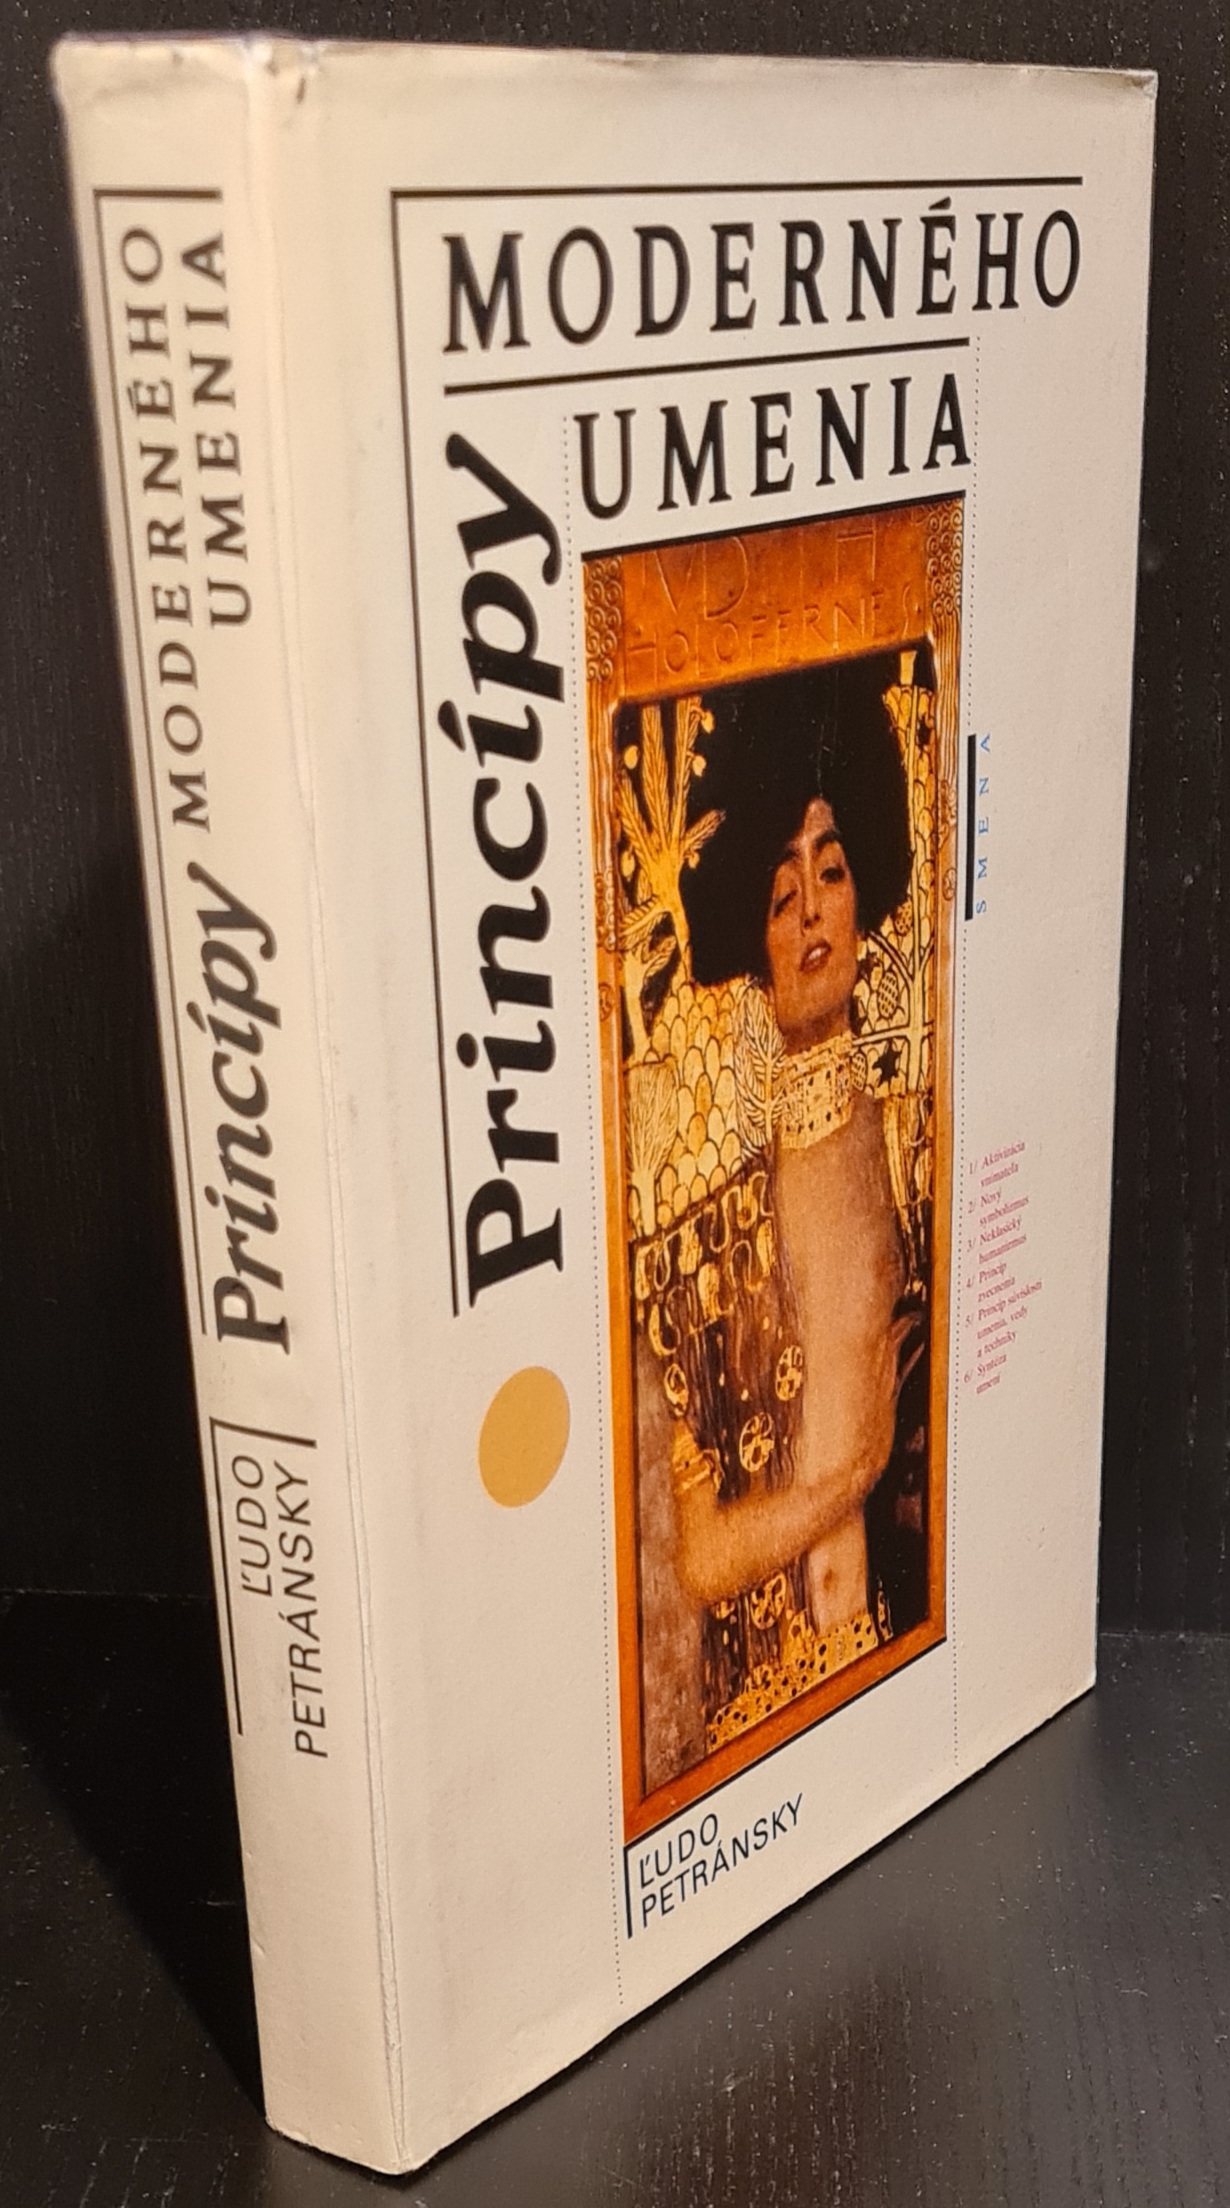 Princípy MODERNÉHO
UMENIA
ĽUDO
PETRÁNSKY
MODERNÉHO
UMENIA
Princípy
IVDITH
HOLOFERNES
SMENA
1/ Aktivizácia
vnímateľa
2/ Nový
symbolizmus
3/ Neklasický
humanizmus
4/ Princíp
zvecnenia
5/ Princíp súvislosti
umenia, vedy
a techniky
6/ Syntéza
umení
ĽUDO
PETRÁNSKY